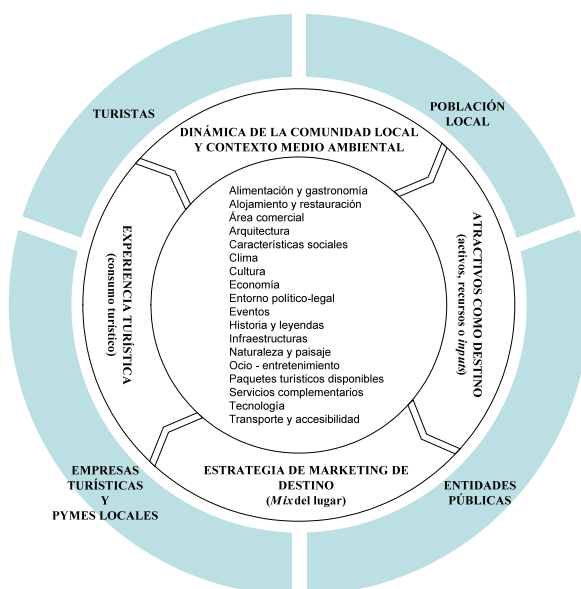 TURISTAS
POBLACIÓN
LOCAL
DINÁMICA DE LA COMUNIDAD LOCAL
Y CONTEXTO MEDIO AMBIENTAL
EXPERIENCIA TURÍSTICA
(consumo turístico)
Alimentación y gastronomía
Alojamiento y restauración
Área comercial
Arquitectura
Características sociales
Clima
Cultura
Economía
Entorno político-legal
Eventos
Historia y leyendas
Infraestructuras
Naturaleza y paisaje
Ocio - entretenimiento
Paquetes turísticos disponibles
Servicios complementarios
Tecnología
Transporte y accesibilidad
ATRACTIVOS COMO DESTINO
(activos, recursos o inputs)
ESTRATEGIA DE MARKETING DE
DESTINO
(Mix del lugar)
EMPRESAS
TURÍSTICAS
Y
PYMES LOCALES
ENTIDADES
PÚBLICAS